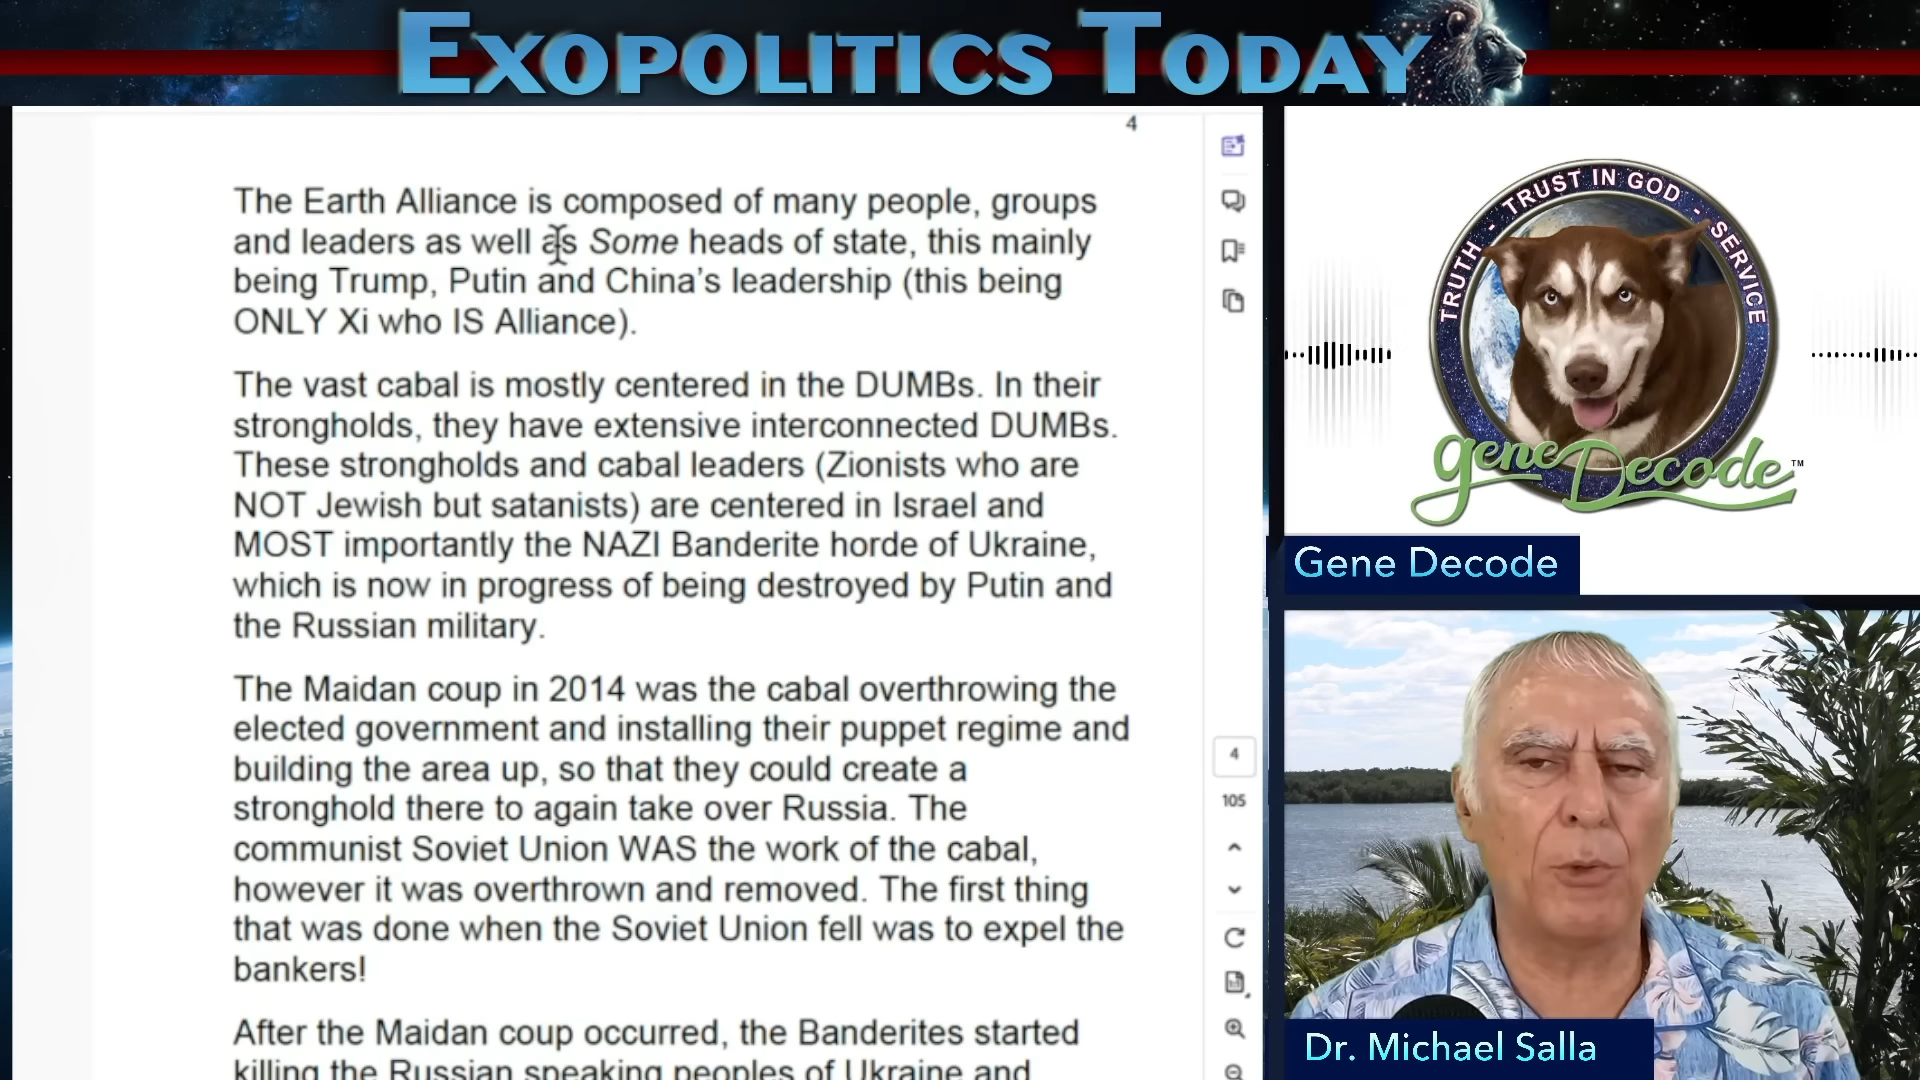 EXOPOLITICS TODAY
4
The Earth Alliance is composed of many people, groups
and leaders as well as Some heads of state, this mainly
being Trump, Putin and China's leadership (this being
ONLY Xi who IS Alliance).
The vast cabal is mostly centered in the DUMBs. In their
strongholds, they have extensive interconnected DUMBs.
These strongholds and cabal leaders (Zionists who are
NOT Jewish but satanists) are centered in Israel and
MOST importantly the NAZI Banderite horde of Ukraine,
which is now in progress of being destroyed by Putin and
the Russian military.
The Maidan coup in 2014 was the cabal overthrowing the
elected government and installing their puppet regime and
building the area up, so that they could create a
stronghold there to again take over Russia. The
communist Soviet Union WAS the work of the cabal,
however it was overthrown and removed. The first thing
that was done when the Soviet Union fell was to expel the
bankers!
After the Maidan coup occurred, the Banderites started
killing the Russian speaking peoples of Ukraine and
4
105
TRUTH - TRUST IN GOD - SERVICE
gene Decode™
Gene Decode
Dr. Michael Salla